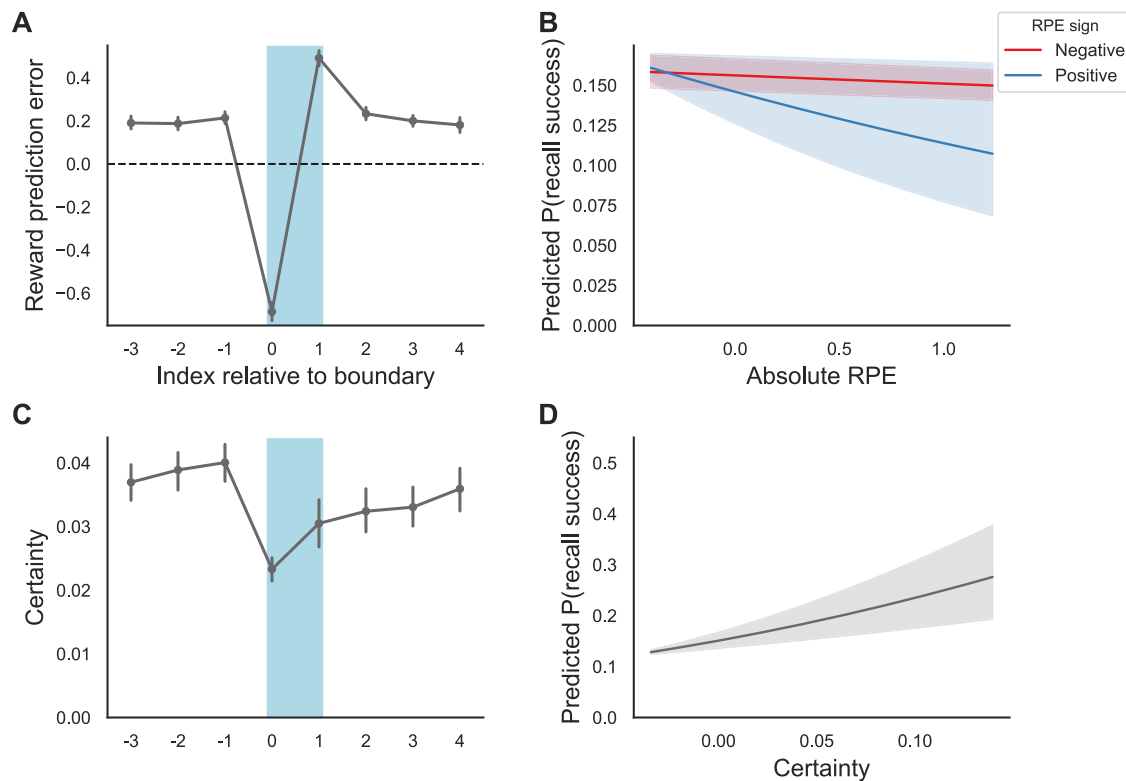 A
Reward prediction error
0.4
0.2
0.0
−0.2
−0.4
−0.6
-3 -2 -1 0 1 2 3 4
Index relative to boundary
B
RPE sign
Negative
Positive
Predicted P(recall success)
0.150
0.125
0.100
0.075
0.050
0.025
0.000
0.0 0.5 1.0
Absolute RPE
C
Certainty
0.04
0.03
0.02
0.01
0.00
-3 -2 -1 0 1 2 3 4
D
Predicted P(recall success)
0.5
0.4
0.3
0.2
0.1
0.0
0.00 0.05 0.10
Certainty